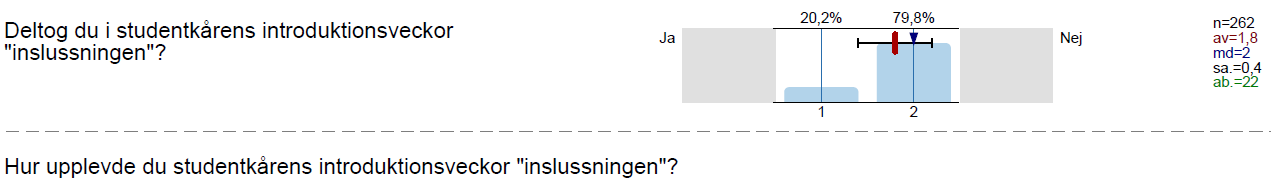 Deltog du i studentkårens introduktionsveckor
"inslussningen"?
Ja
20,2%
79,8%
Nej
1
2
n=262
av=1,8
md=2
sa.=0,4
ab.=22
Hur upplevde du studentkårens introduktionsveckor "inslussningen"?